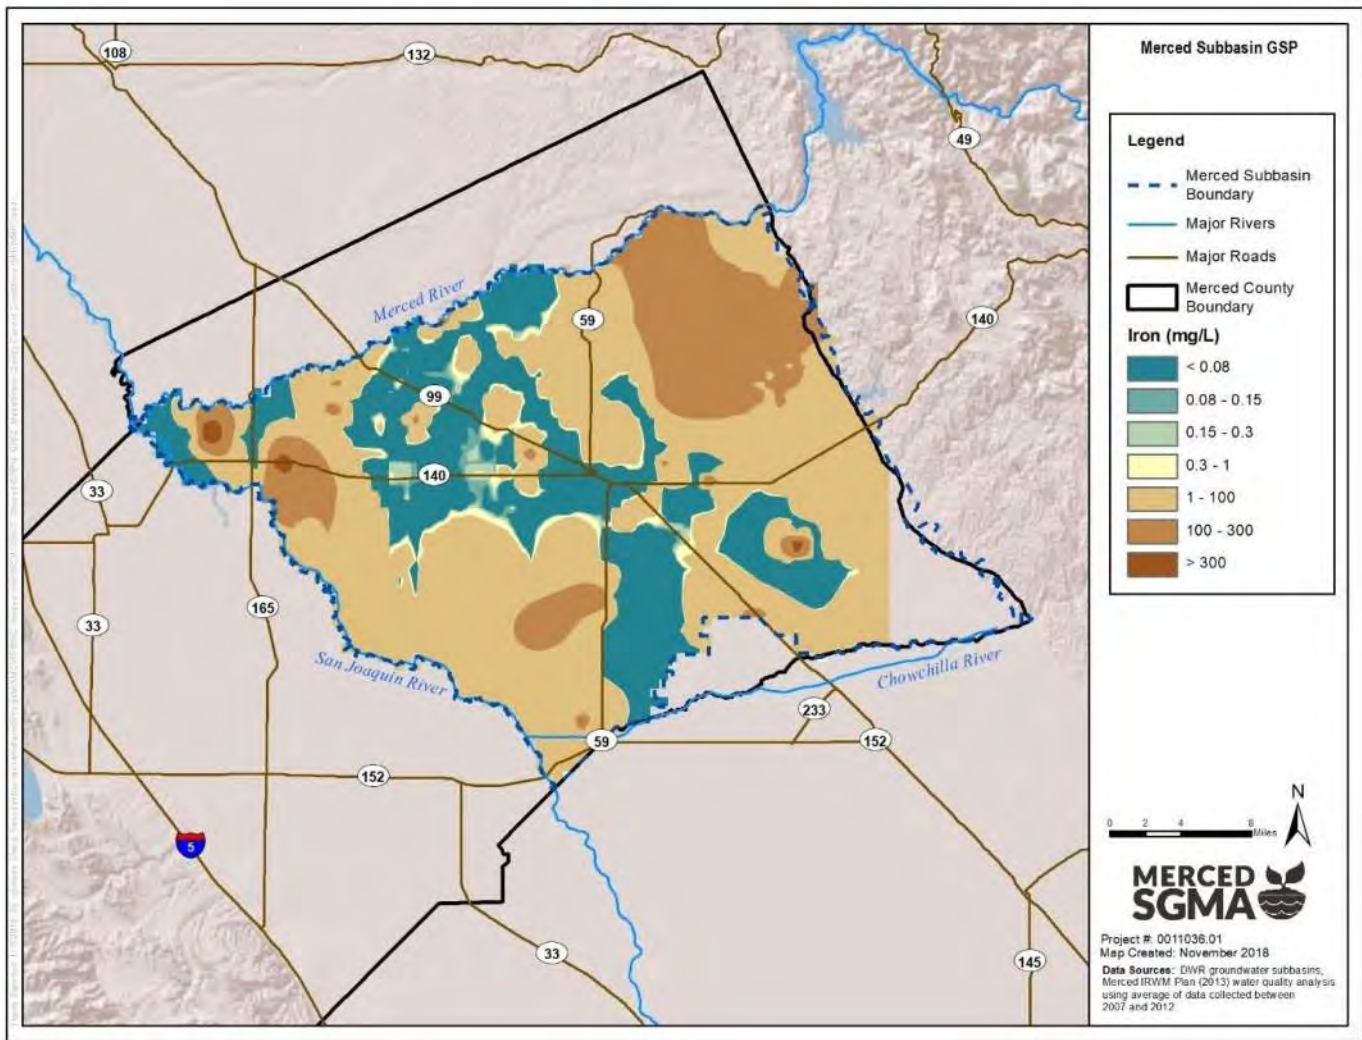 Merced Subbasin GSP
Legend
Merced Subbasin
Boundary
Major Rivers
Major Roads
Merced County
Boundary
Iron (mg/L)
< 0.08
0.08 - 0.15
0.15 - 0.3
0.3 - 1
1 - 100
100 - 300
> 300
108
132
49
Merced River
59
140
99
140
33
165
33
San Joaquin River
Chowchilla River
233
59
152
152
5
33
145
N
0 2 4 8
Miles
MERCED
SGMA
Project #: 0011036.01
Map Created: November 2018
Data Sources: DWR groundwater subbasins,
Merced IRWM Plan (2013) water quality analysis
using average of data collected between
2007 and 2012